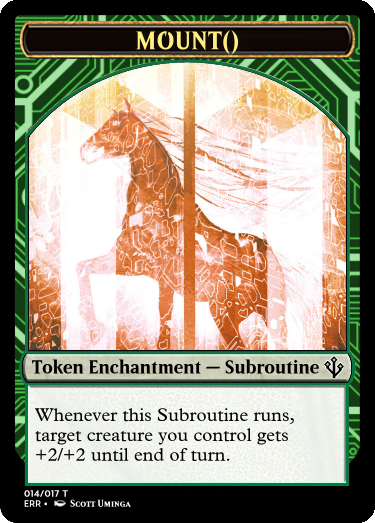 MOUNT()
Token Enchantment — Subroutine
Whenever this Subroutine runs,
target creature you control gets
+2/+2 until end of turn.
014/017 T
ERR • Scott Uminga